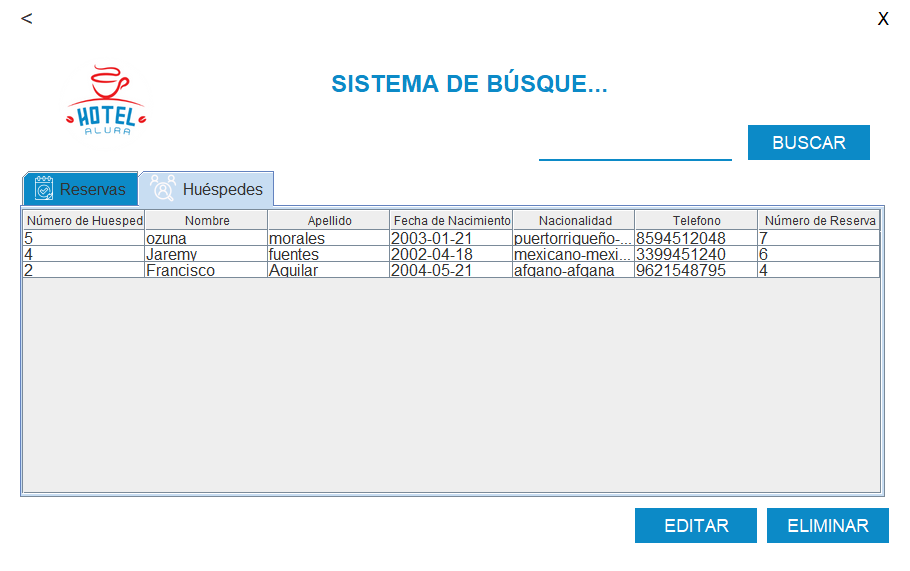 <
X
HOTEL
ALURA
SISTEMA DE BÚSQUE...
BUSCAR
Reservas
Huéspedes
Número de Huesped Nombre Apellido Fecha de Nacimiento Nacionalidad Telefono Número de Reserva
5 ozuna morales 2003-01-21 puertorriqueño-... 8594512048 7
4 Jaremy fuentes 2002-04-18 mexicano-mexi... 3399451240 6
2 Francisco Aguilar 2004-05-21 afgano-afgana 9621548795 4
EDITAR
ELIMINAR